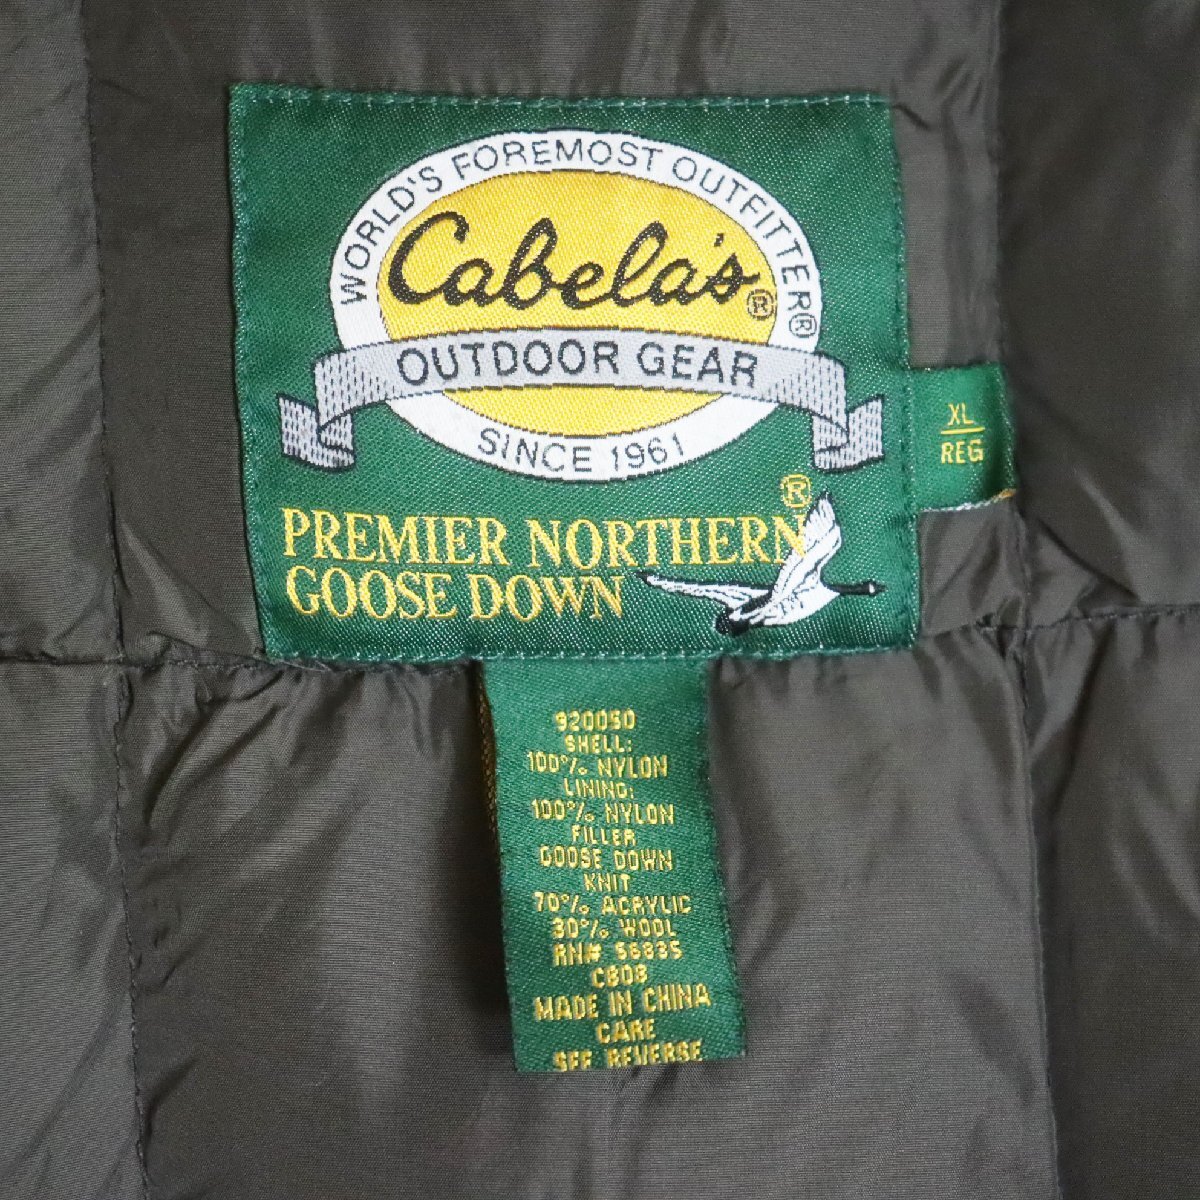 WORLD'S FOREMOST OUTFITTER®
Cabela's®
OUTDOOR GEAR
SINCE 1961
PREMIER NORTHERN®
GOOSE DOWN
XL
REG
920050
SHELL:
100% NYLON
LINING:
100% NYLON
FILLER
GOOSE DOWN
KNIT
70% ACRYLIC
30% WOOL
RN# 56835
C808
MADE IN CHINA
CARE
SEE REVERSE